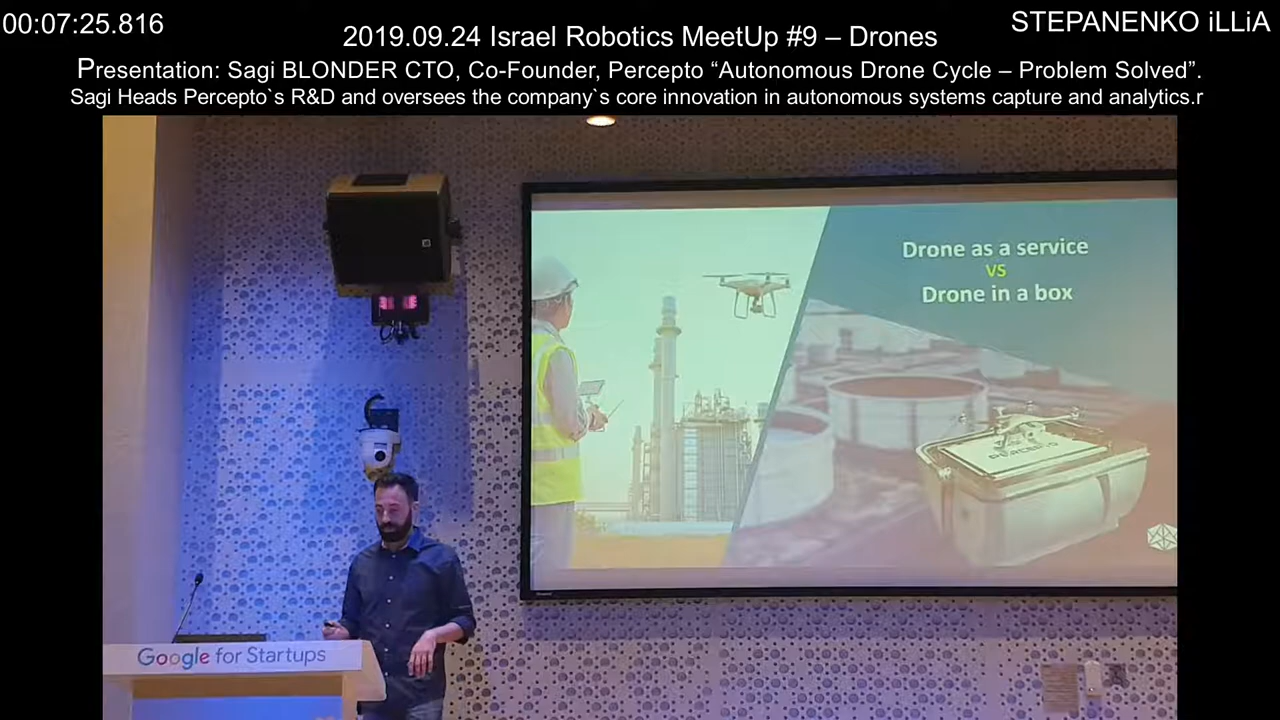 00:07:25.816
STEPANENKO iLLiA
2019.09.24 Israel Robotics MeetUp #9 – Drones
Presentation: Sagi BLONDER CTO, Co-Founder, Percepto “Autonomous Drone Cycle – Problem Solved”.
Sagi Heads Percepto`s R&D and oversees the company`s core innovation in autonomous systems capture and analytics.r
Drone as a service
VS
Drone in a box
PERCEPTO
Google for Startups